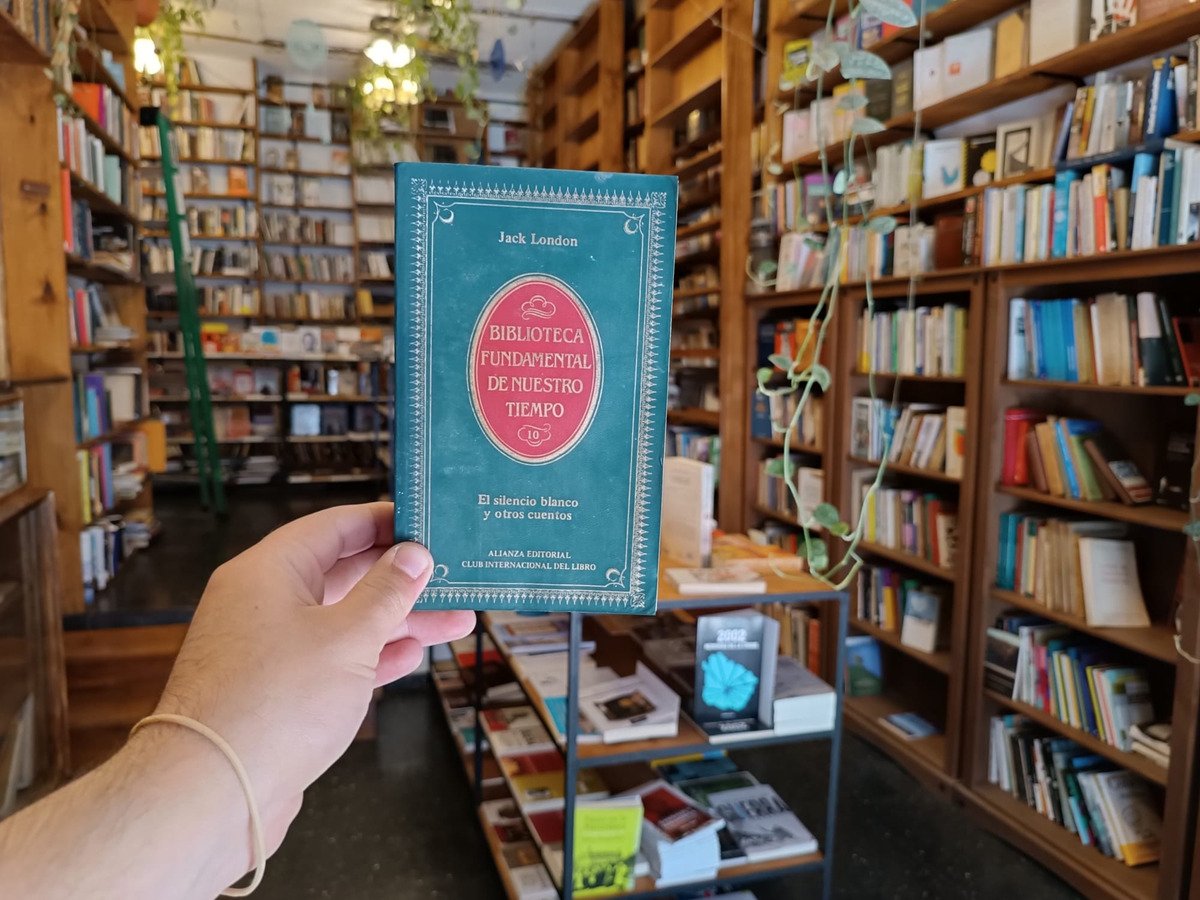 Jack London
BIBLIOTECA
FUNDAMENTAL
DE NUESTRO
TIEMPO
10
El silencio blanco
y otros cuentos
ALIANZA EDITORIAL
CLUB INTERNACIONAL DEL LIBRO
2002
GUERRA